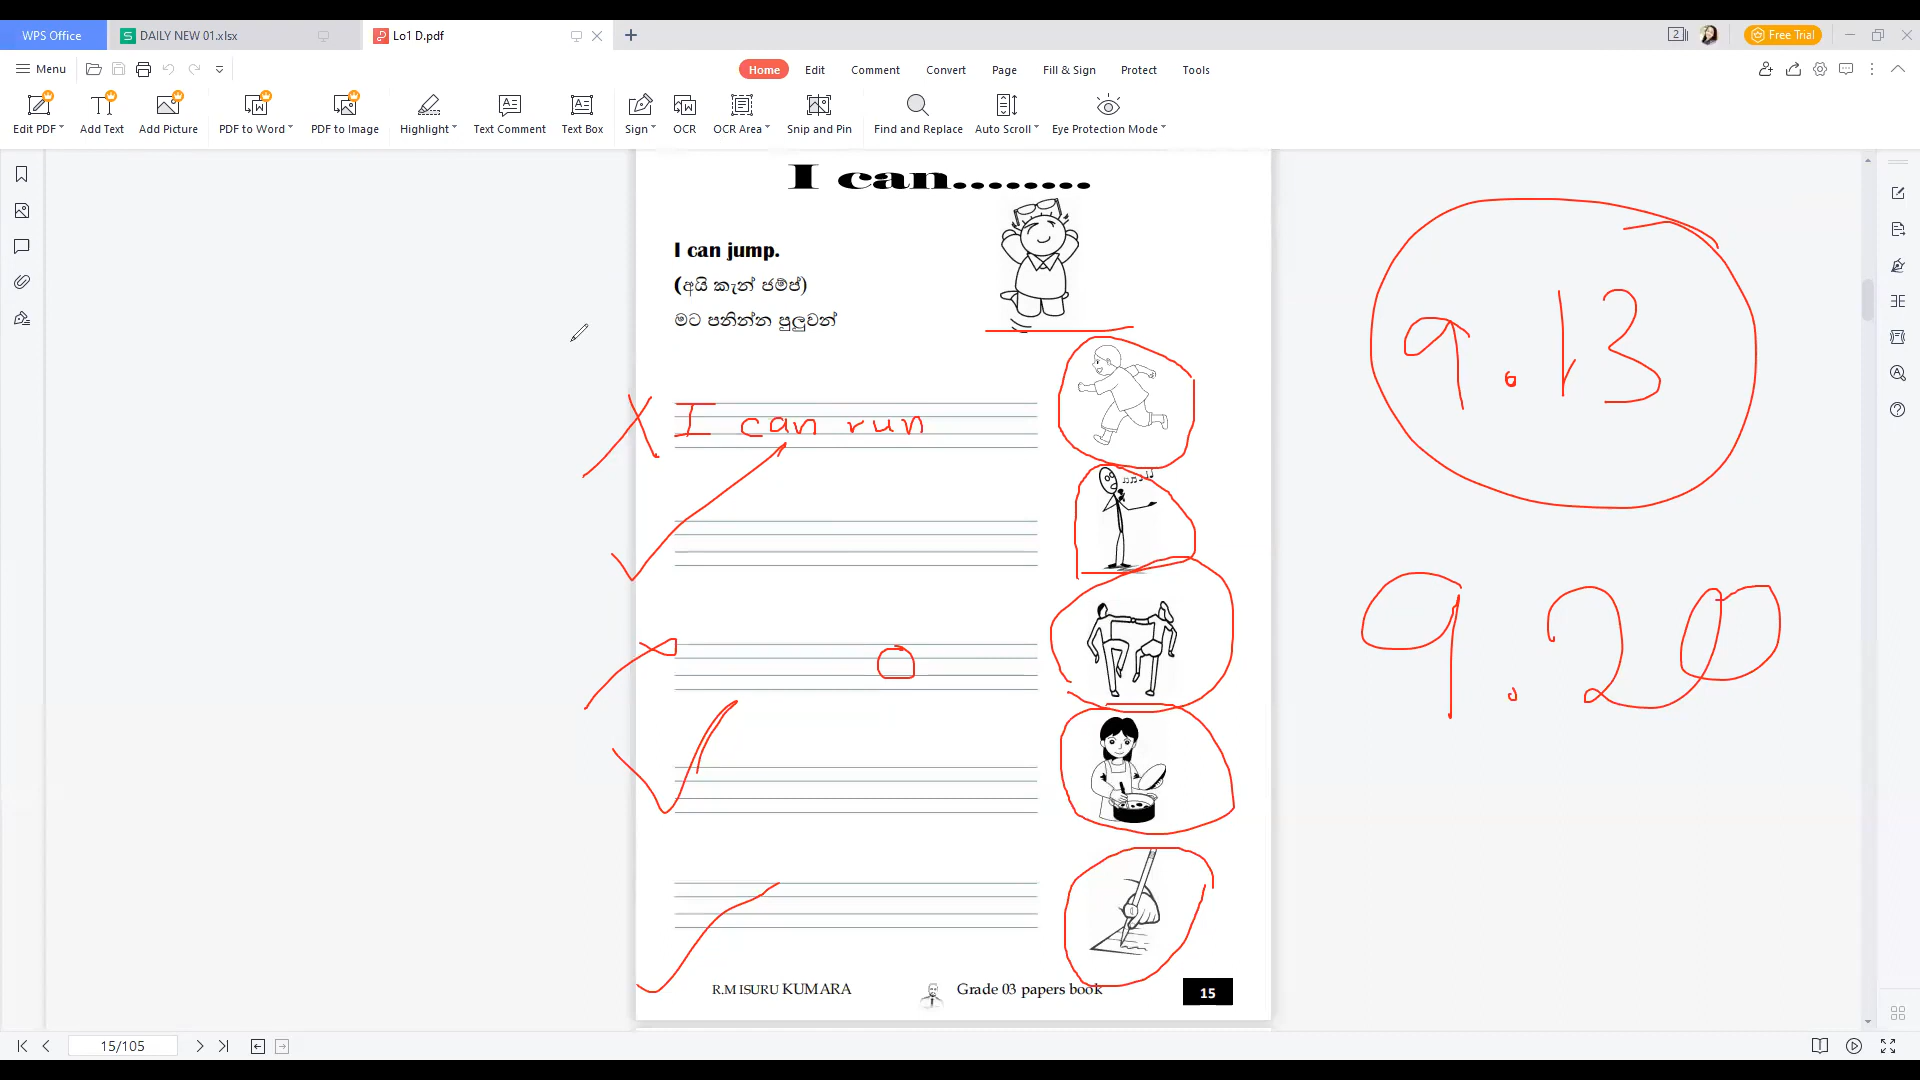 WPS Office
DAILY NEW 01.xlsx
Lo1 D.pdf
2
Free Trial
Menu
Home
Edit
Comment
Convert
Page
Fill & Sign
Protect
Tools
Edit PDF
Add Text
Add Picture
PDF to Word
PDF to Image
Highlight
Text Comment
Text Box
Sign
OCR
OCR Area
Snip and Pin
Find and Replace
Auto Scroll
Eye Protection Mode
I can........
I can jump.
(අයි කැන් ජම්ප්)
මට පනින්න පුලුවන්
I can run
9.13
9.20
R.M ISURU KUMARA
Grade 03 papers book
15
15/105